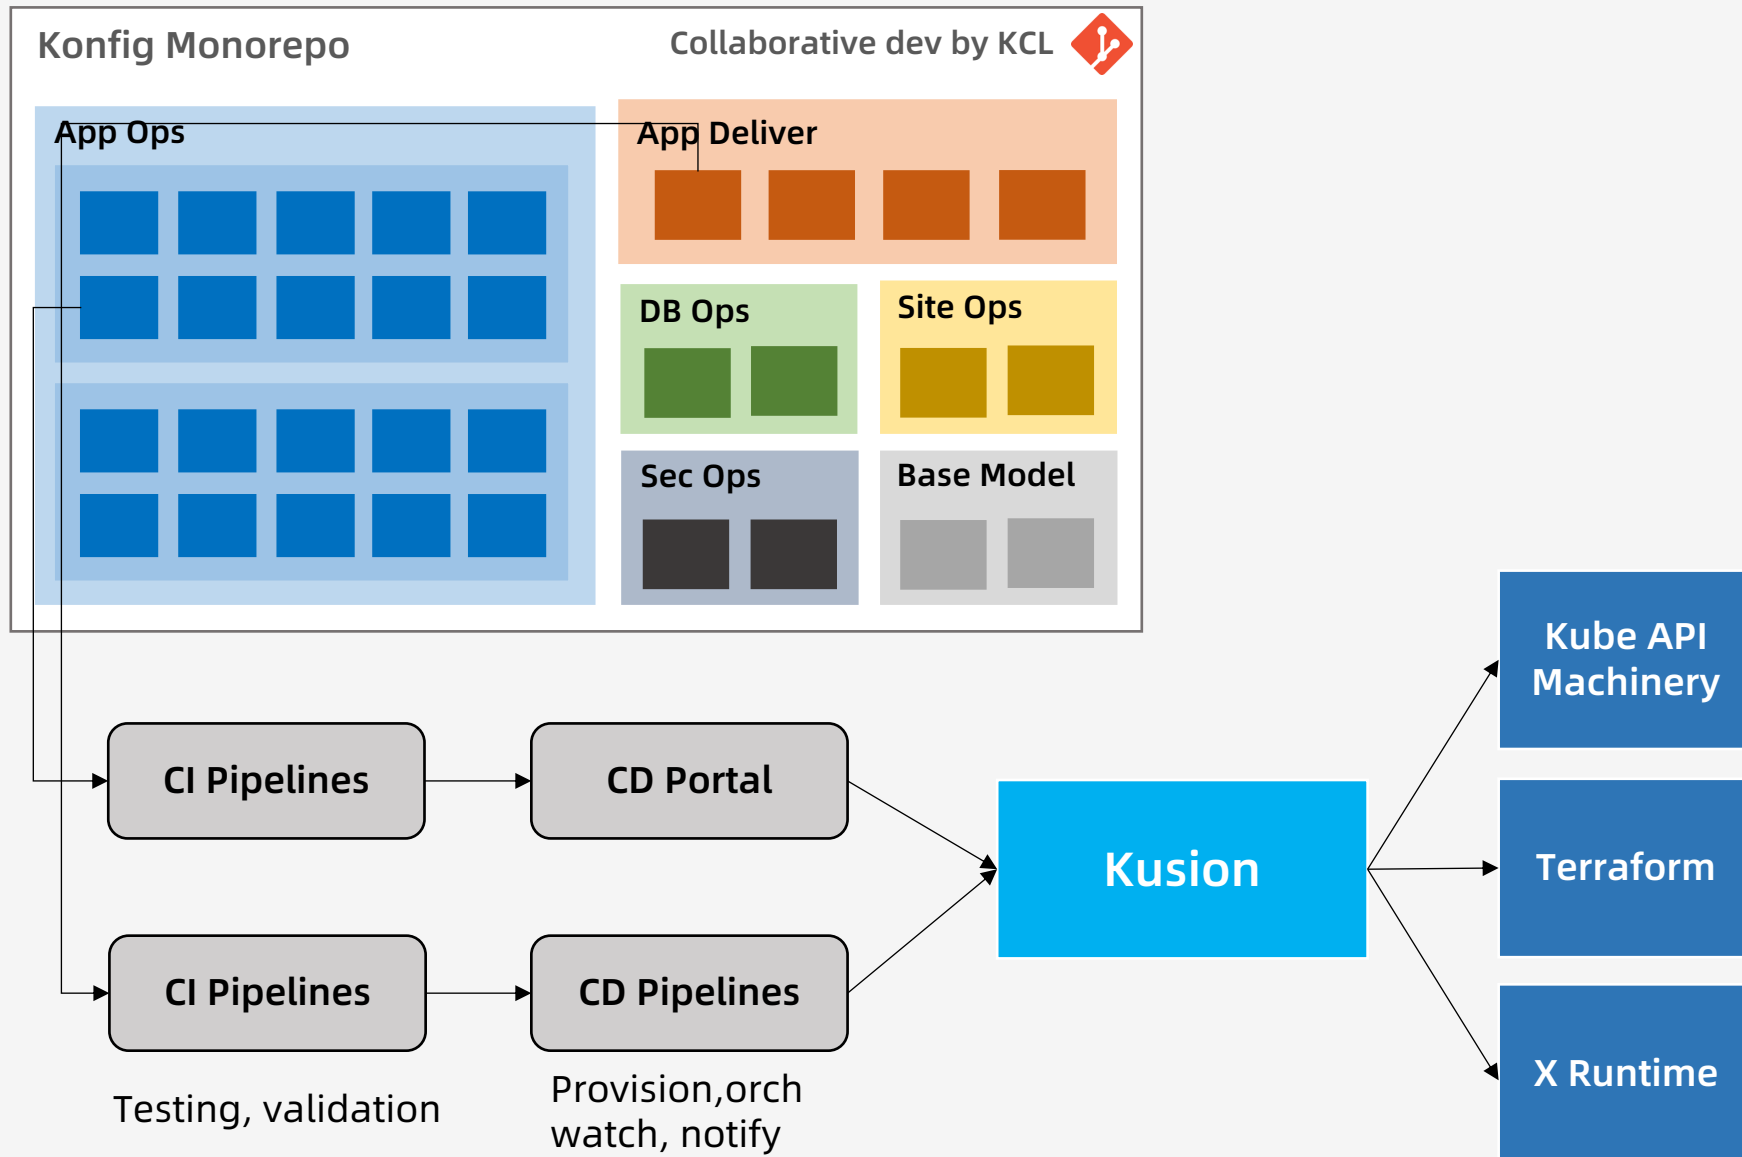 Konfig Monorepo
Collaborative dev by KCL
App Ops
App Deliver
DB Ops
Site Ops
Sec Ops
Base Model
Kube API
Machinery
CI Pipelines
CD Portal
Kusion
Terraform
CI Pipelines
CD Pipelines
X Runtime
Testing, validation
Provision,orch
watch, notify